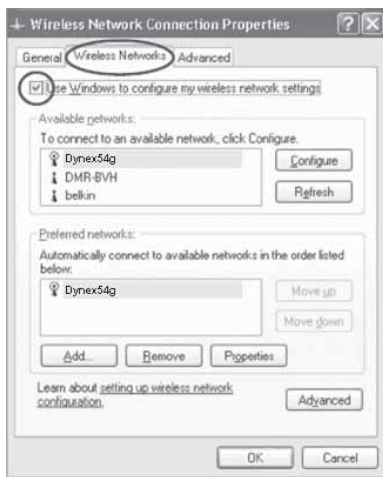 Wireless Network Connection Properties
General Wireless Networks Advanced
Use Windows to configure my wireless network settings
Available networks:
To connect to an available network, click Configure.
Dynex54g
DMR-BVH
belkin
Configure
Refresh
Preferred networks:
Automatically connect to available networks in the order listed
below:
Dynex54g
Move up
Move down
Add... Remove Properties
Learn about setting up wireless network
configuration.
Advanced
OK Cancel